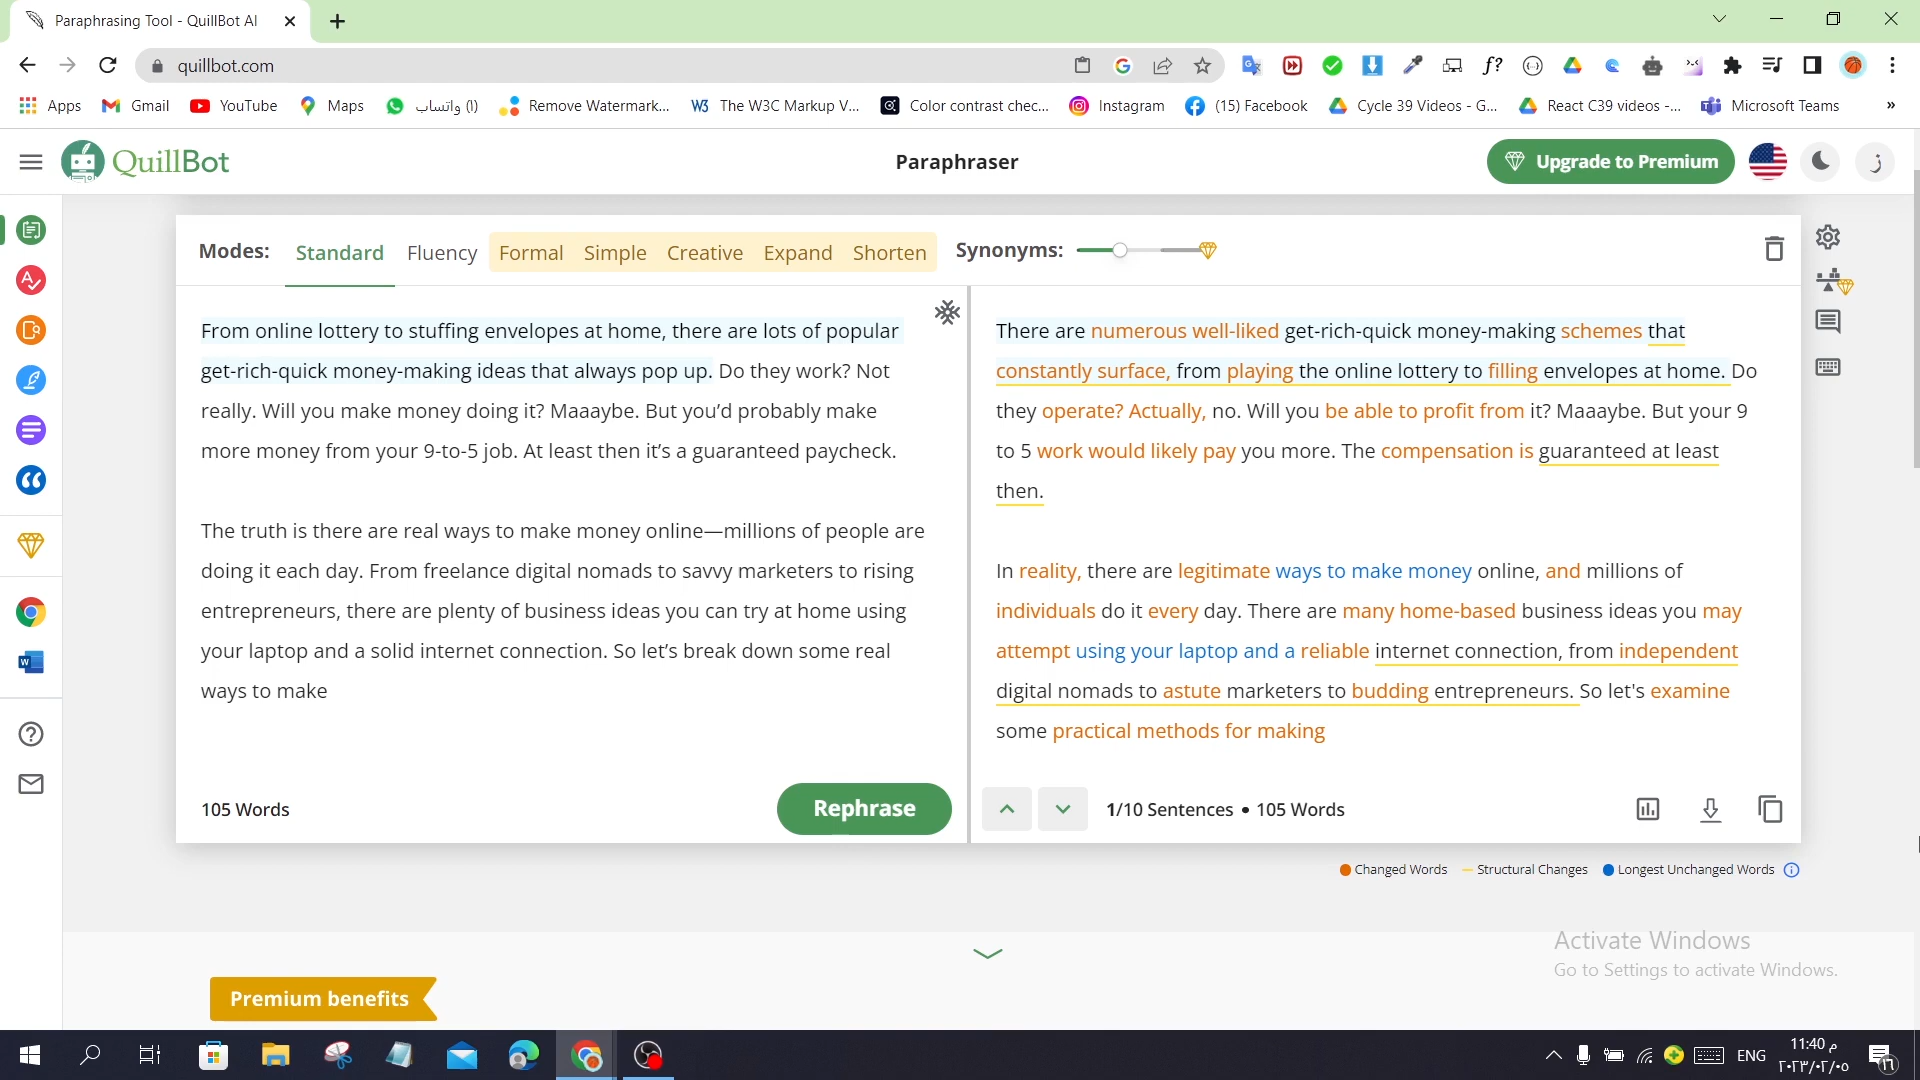 Paraphrasing Tool - QuillBot AI
quillbot.com
Apps
Gmail
YouTube
Maps
(1) واتساب
Remove Watermark...
The W3C Markup V...
Color contrast chec...
Instagram
(15) Facebook
Cycle 39 Videos - G...
React C39 videos -...
Microsoft Teams
»
QuillBot
Paraphraser
Upgrade to Premium
ز
Modes:
Standard
Fluency
Formal
Simple
Creative
Expand
Shorten
Synonyms:
From online lottery to stuffing envelopes at home, there are lots of popular
get-rich-quick money-making ideas that always pop up. Do they work? Not
really. Will you make money doing it? Maaaybe. But you’d probably make
more money from your 9-to-5 job. At least then it’s a guaranteed paycheck.
The truth is there are real ways to make money online—millions of people are
doing it each day. From freelance digital nomads to savvy marketers to rising
entrepreneurs, there are plenty of business ideas you can try at home using
your laptop and a solid internet connection. So let’s break down some real
ways to make
105 Words
Rephrase
There are numerous well-liked get-rich-quick money-making schemes that
constantly surface, from playing the online lottery to filling envelopes at home. Do
they operate? Actually, no. Will you be able to profit from it? Maaaybe. But your 9
to 5 work would likely pay you more. The compensation is guaranteed at least
then.
In reality, there are legitimate ways to make money online, and millions of
individuals do it every day. There are many home-based business ideas you may
attempt using your laptop and a reliable internet connection, from independent
digital nomads to astute marketers to budding entrepreneurs. So let's examine
some practical methods for making
1/10 Sentences • 105 Words
Changed Words
Structural Changes
Longest Unchanged Words
Activate Windows
Go to Settings to activate Windows.
Premium benefits
ENG
11:40 م
٢٠٢٣/٠٢/٠٥
١٦